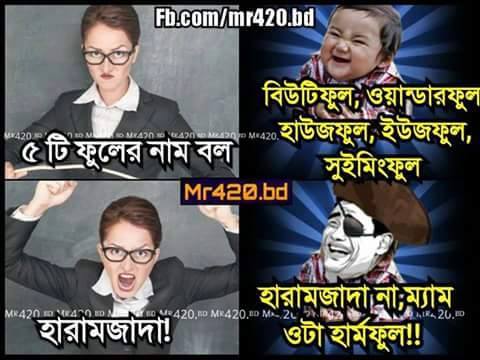 Fb.com/mr420.bd
৫ টি ফুলের নাম বল
বিউটিফুল; ওয়ান্ডারফুল
হাউজফুল, ইউজফুল,
সুইমিংফুল
Mr420.bd
হারামজাদা!
হারামজাদা না;ম্যাম
ওটা হার্মফুল!!